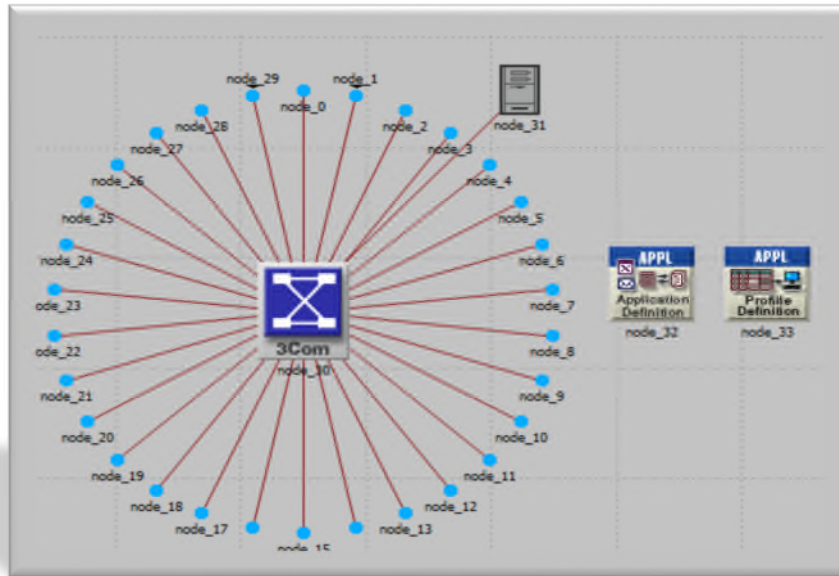 node_29
node_1
node_0
node_31
node_28
node_2
node_27
node_3
node_26
node_4
node_25
node_5
node_24
node_6
ode_23
node_7
ode_22
node_8
node_21
node_9
node_20
node_10
node_19
node_11
node_18
node_12
node_17
node_13
node_15
3Com
node_30
APPL
Application
Definition
node_32
APPL
Profile
Definition
node_33